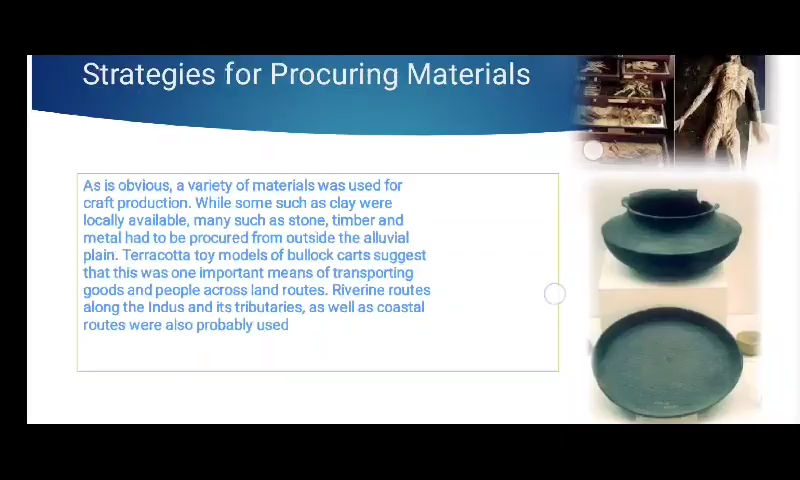 Strategies for Procuring Materials
As is obvious, a variety of materials was used for
craft production. While some such as clay were
locally available, many such as stone, timber and
metal had to be procured from outside the alluvial
plain. Terracotta toy models of bullock carts suggest
that this was one important means of transporting
goods and people across land routes. Riverine routes
along the Indus and its tributaries, as well as coastal
routes were also probably used